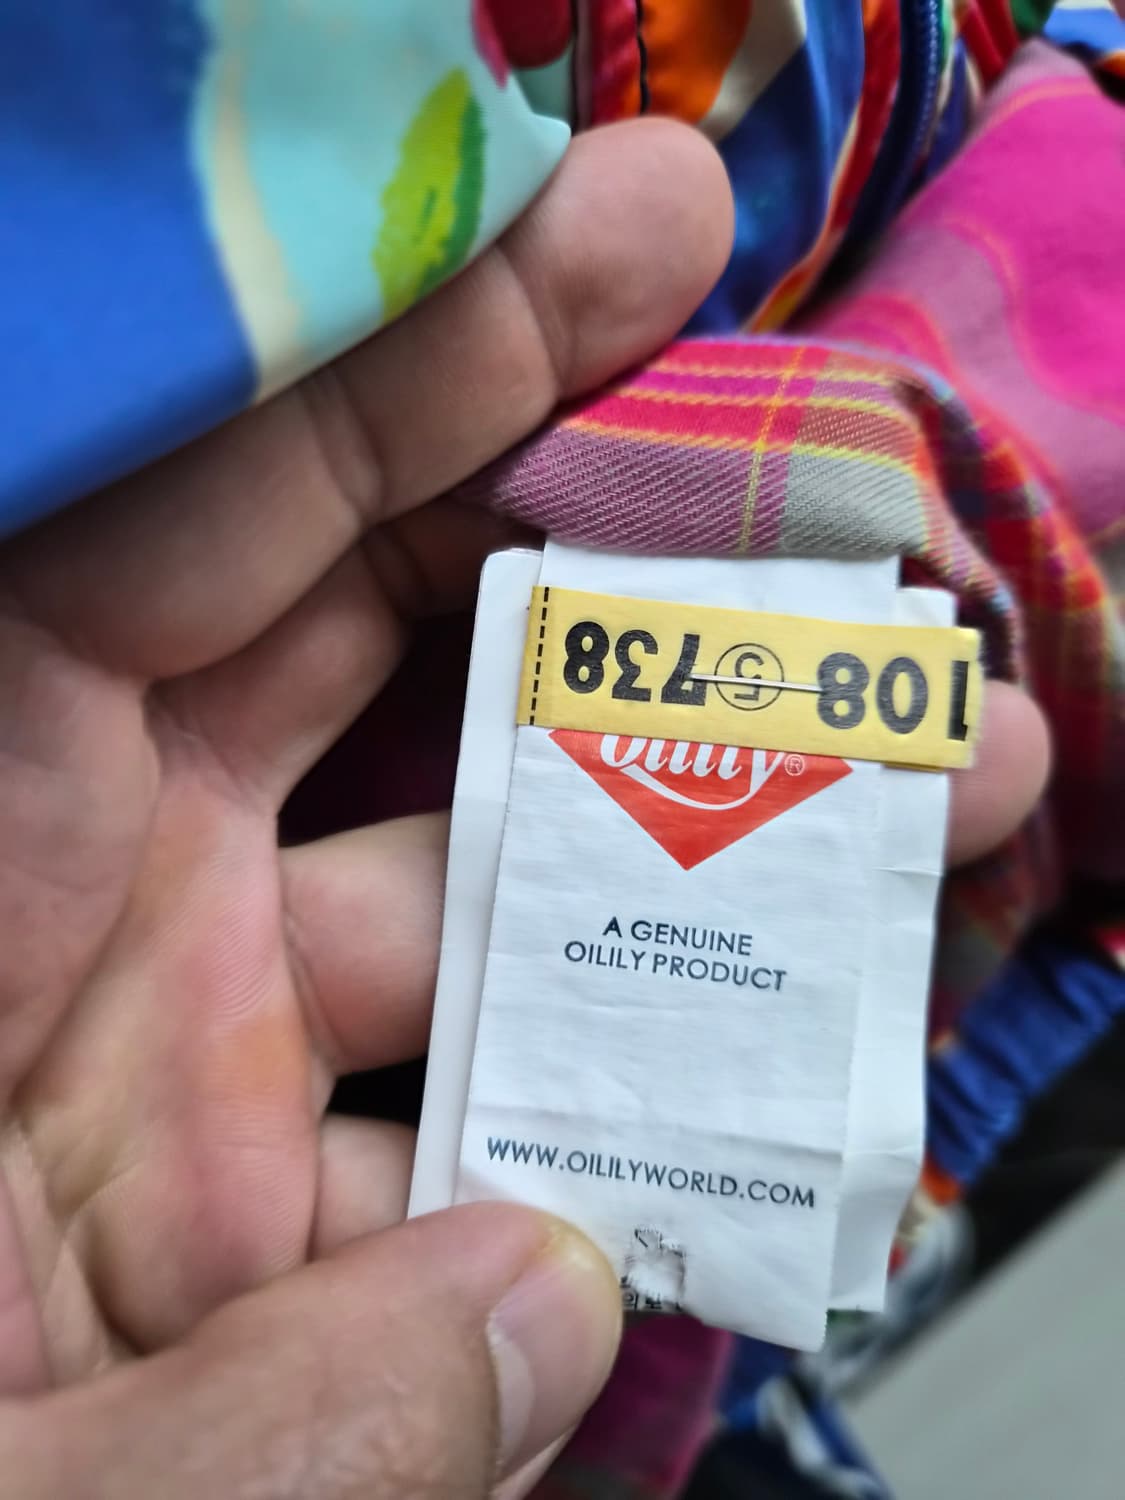 108 ⑤ 738
Oilily®
A GENUINE
OILILY PRODUCT
WWW.OILILYWORLD.COM